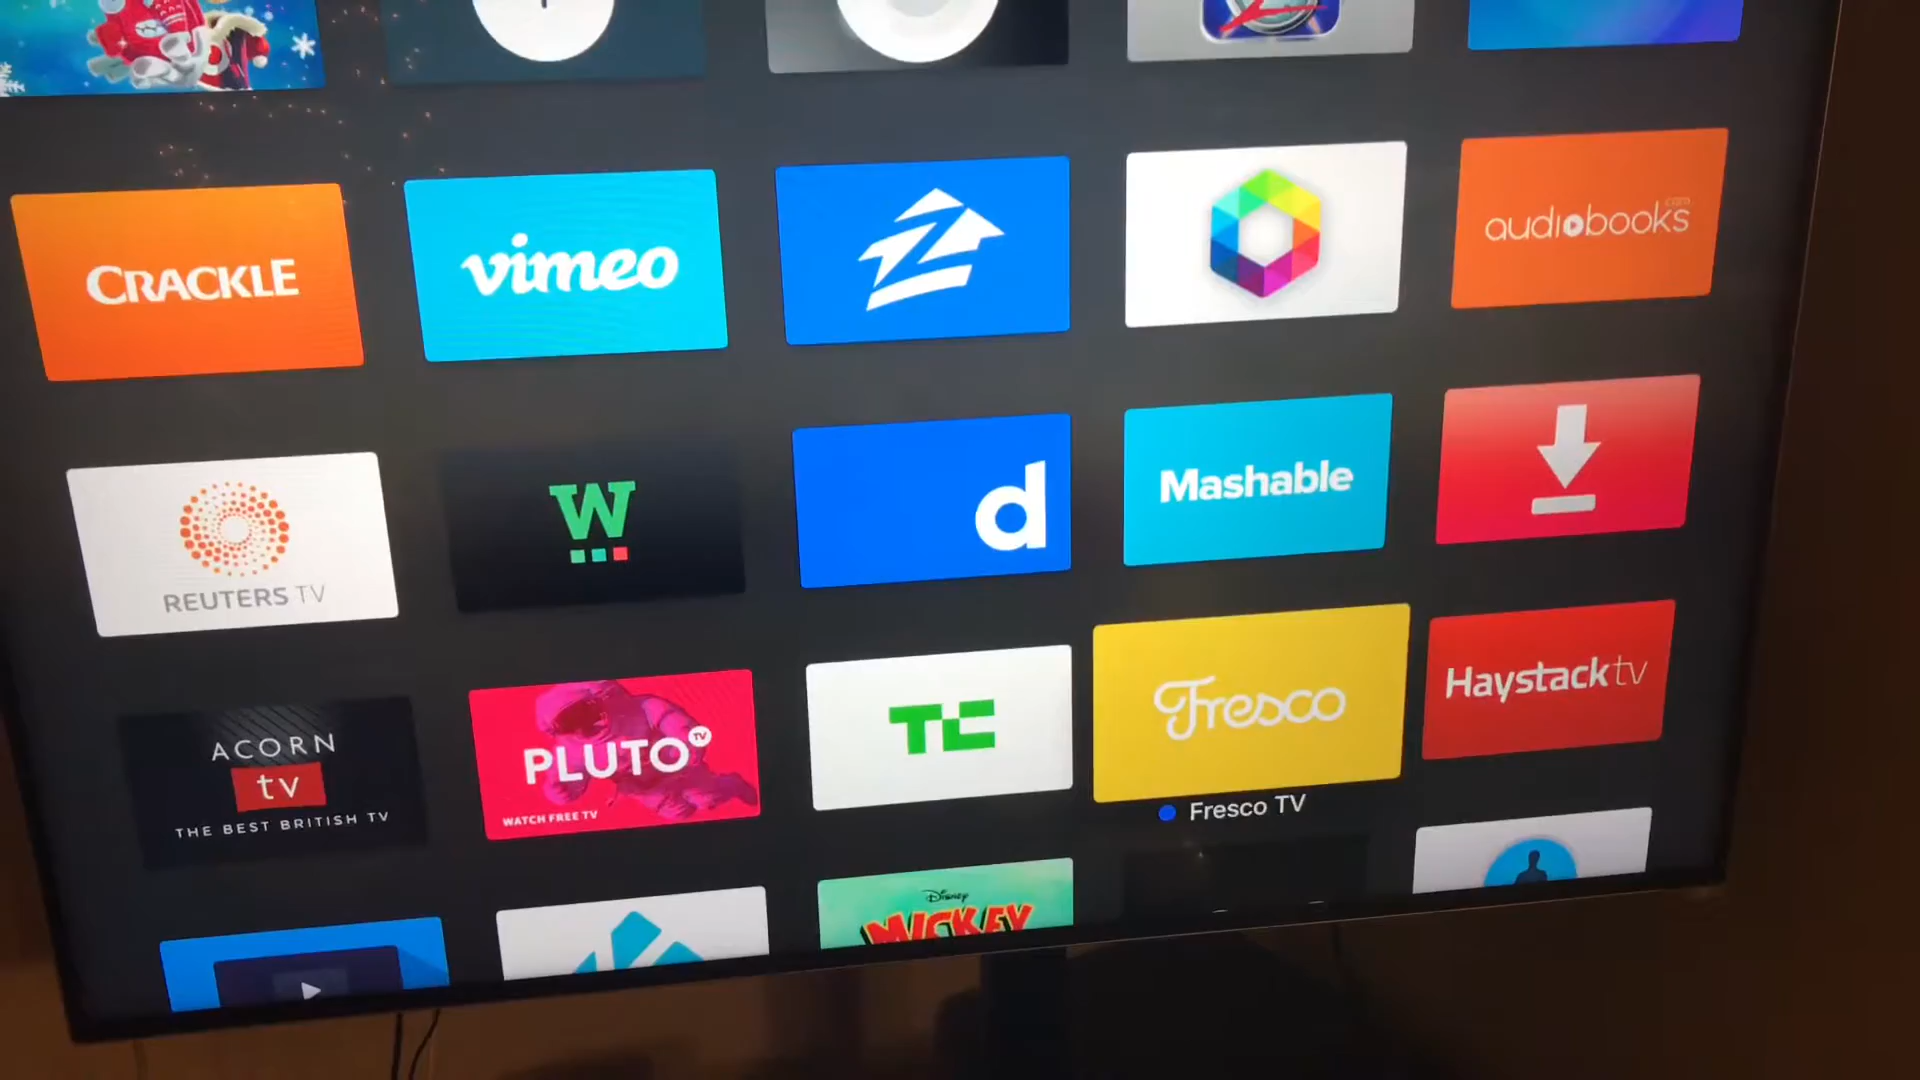 CRACKLE
vimeo
Z
audiobooks
.com
REUTERS TV
W
d
Mashable
ACORN
tv
THE BEST BRITISH TV
PLUTO TV
WATCH FREE TV
TC
Fresco
Fresco TV
Haystack tv
Disney
MICKEY